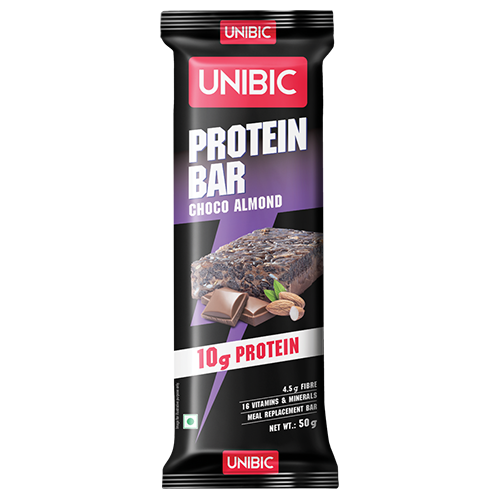 UNIBIC
UNIBIC
PROTEIN
BAR
CHOCO ALMOND
10g PROTEIN
4.5 g FIBRE
16 VITAMINS & MINERALS
MEAL REPLACEMENT BAR
NET WT.: 50 g
UNIBIC